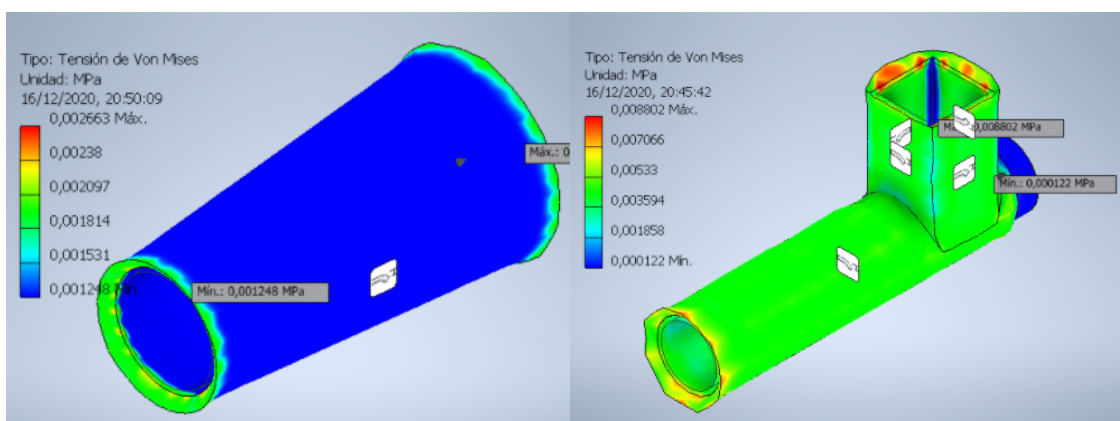 Tipo: Tensión de Von Mises
Unidad: MPa
16/12/2020, 20:50:09
0,002663 Máx.
0,00238
0,002097
0,001814
0,001531
0,001248 Mín.
Máx.: 0
Mín.: 0,001248 MPa
Tipo: Tensión de Von Mises
Unidad: MPa
16/12/2020, 20:45:42
0,008802 Máx.
0,007066
0,00533
0,003594
0,001858
0,000122 Mín.
0,008802 MPa
Mín.: 0,000122 MPa